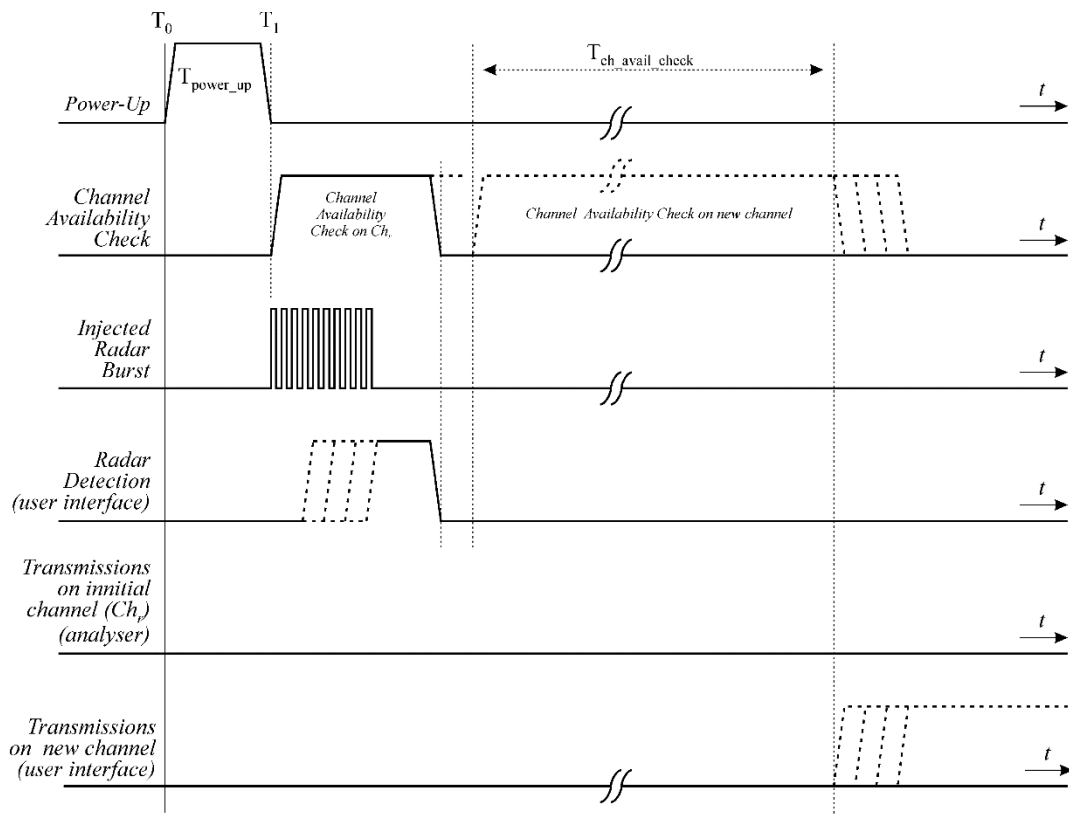 T0 T1
Tch_avail_check
Tpower_up
t
Power-Up
Channel
Availability
Check
Channel
Availability
Check on Chr
Channel Availability Check on new channel
t
Injected
Radar
Burst
t
Radar
Detection
(user interface)
t
Transmissions
on innitial
channel (Chr)
(analyser)
t
Transmissions
on new channel
(user interface)
t